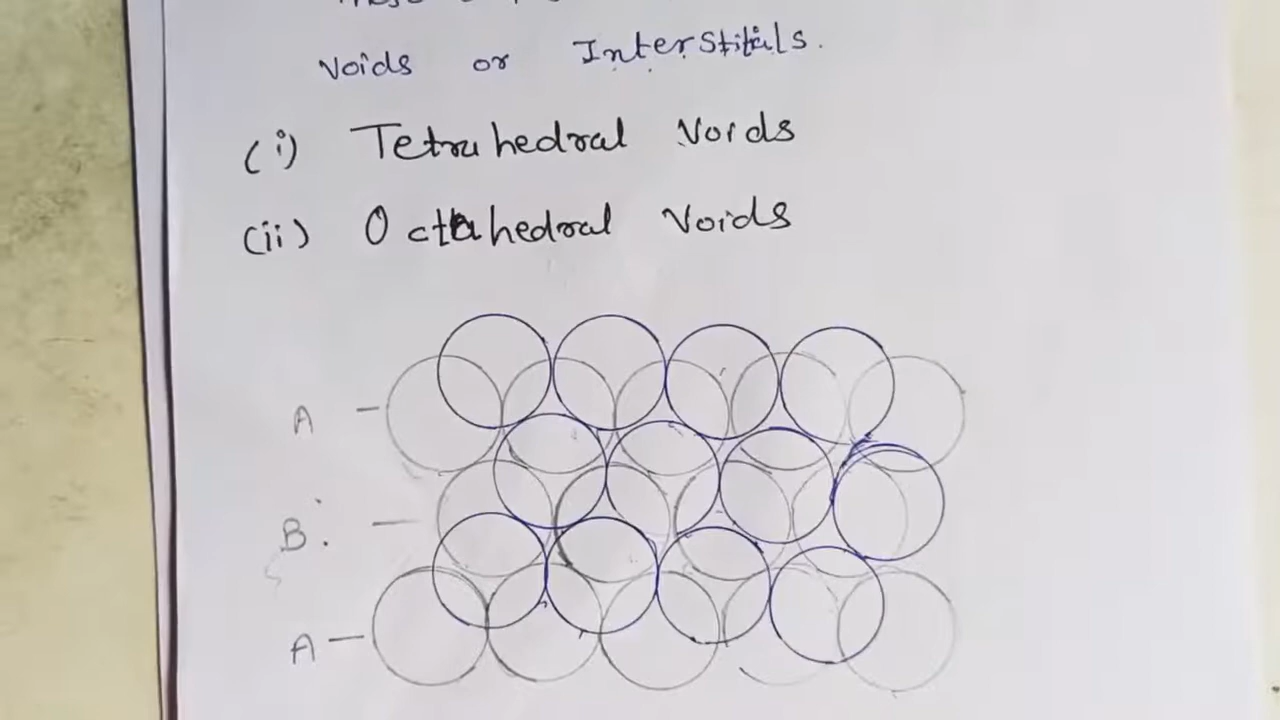 Voids or Interstitials.
(i) Tetrahedral Voids
(ii) Octahedral Voids
A -
B. -
A -